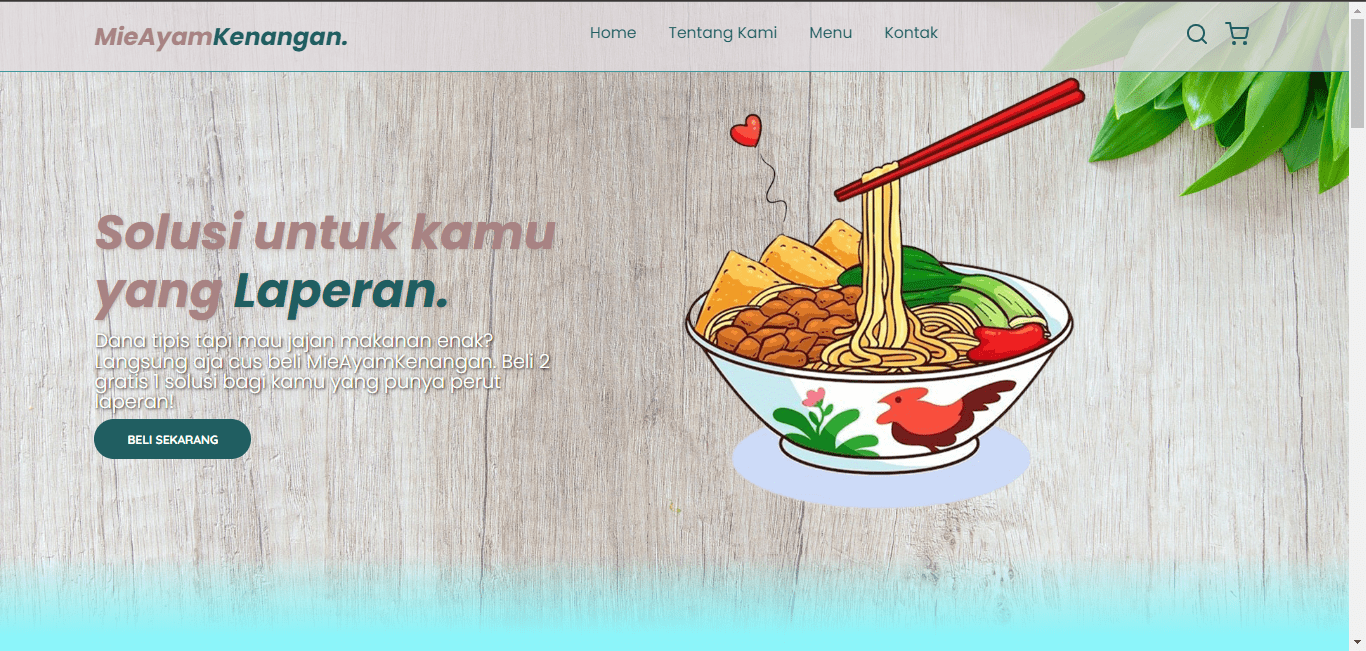 MieAyamKenangan.
Home
Tentang Kami
Menu
Kontak
Solusi untuk kamu
yang Laperan.
Dana tipis tapi mau jajan makanan enak?
Langsung aja cus beli MieAyamKenangan. Beli 2
gratis 1 solusi bagi kamu yang punya perut
laperan!
BELI SEKARANG